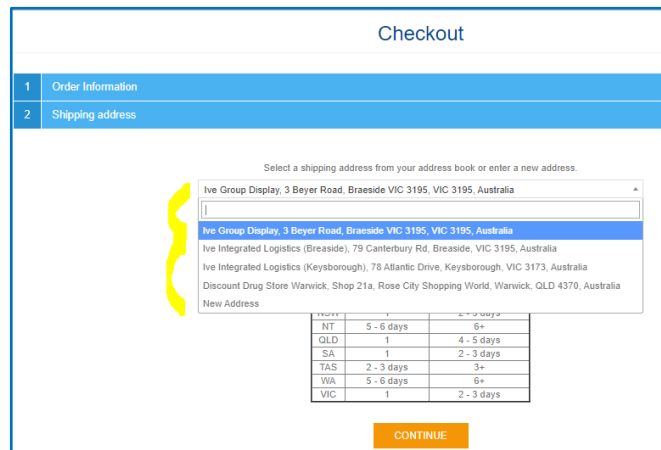 Checkout
1 Order Information
2 Shipping address
Select a shipping address from your address book or enter a new address.
Ive Group Display, 3 Beyer Road, Braeside VIC 3195, VIC 3195, Australia
Ive Group Display, 3 Beyer Road, Braeside VIC 3195, VIC 3195, Australia
Ive Integrated Logistics (Breaside), 79 Canterbury Rd, Breaside, VIC 3195, Australia
Ive Integrated Logistics (Keysborough), 78 Atlantic Drive, Keysborough, VIC 3173, Australia
Discount Drug Store Warwick, Shop 21a, Rose City Shopping World, Warwick, QLD 4370, Australia
New Address
NT 5 - 6 days 6+
QLD 1 4 - 5 days
SA 1 2 - 3 days
TAS 2 - 3 days 3+
WA 5 - 6 days 6+
VIC 1 2 - 3 days
CONTINUE